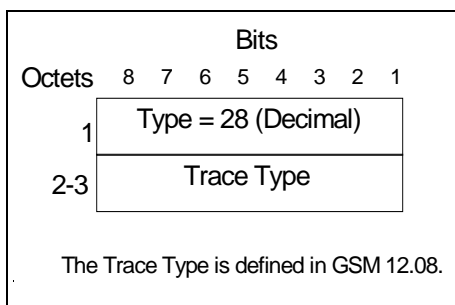 Bits
Octets 8 7 6 5 4 3 2 1
1 Type = 28 (Decimal)
2-3 Trace Type
The Trace Type is defined in GSM 12.08.